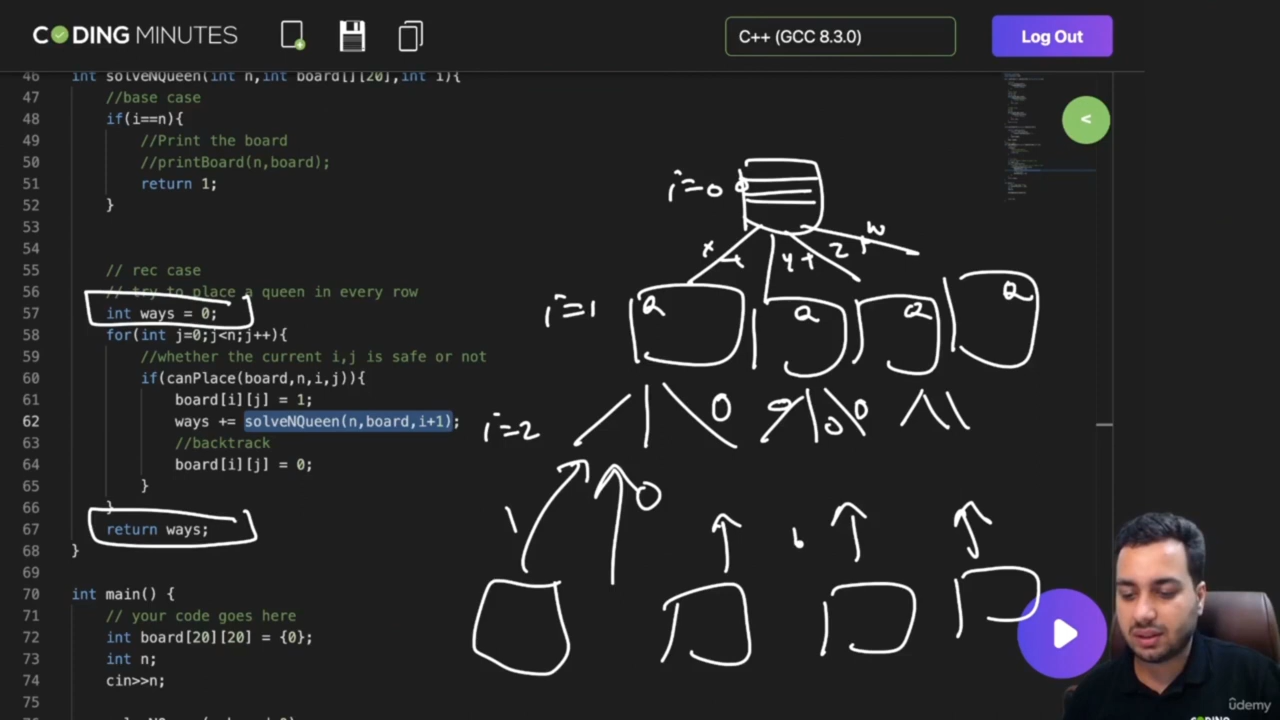 CODING MINUTES
C++ (GCC 8.3.0)
Log Out
<
46 int solveNQueen(int n,int board[][20],int i){
47 //base case
48 if(i==n){
49 //Print the board
50 //printBoard(n,board);
51 return 1;
52 }
53
54
55 // rec case
56 // try to place a queen in every row
57 int ways = 0;
58 for(int j=0;j<n;j++){
59 //whether the current i,j is safe or not
60 if(canPlace(board,n,i,j)){
61 board[i][j] = 1;
62 ways += solveNQueen(n,board,i+1);
63 //backtrack
64 board[i][j] = 0;
65 }
66 }
67 return ways;
68 }
69
70 int main() {
71 // your code goes here
72 int board[20][20] = {0};
73 int n;
74 cin>>n;
75
i=0
x + y + z + w
i=1
Q Q Q Q
i=2
0 0 0 0
1 0
ûdemy